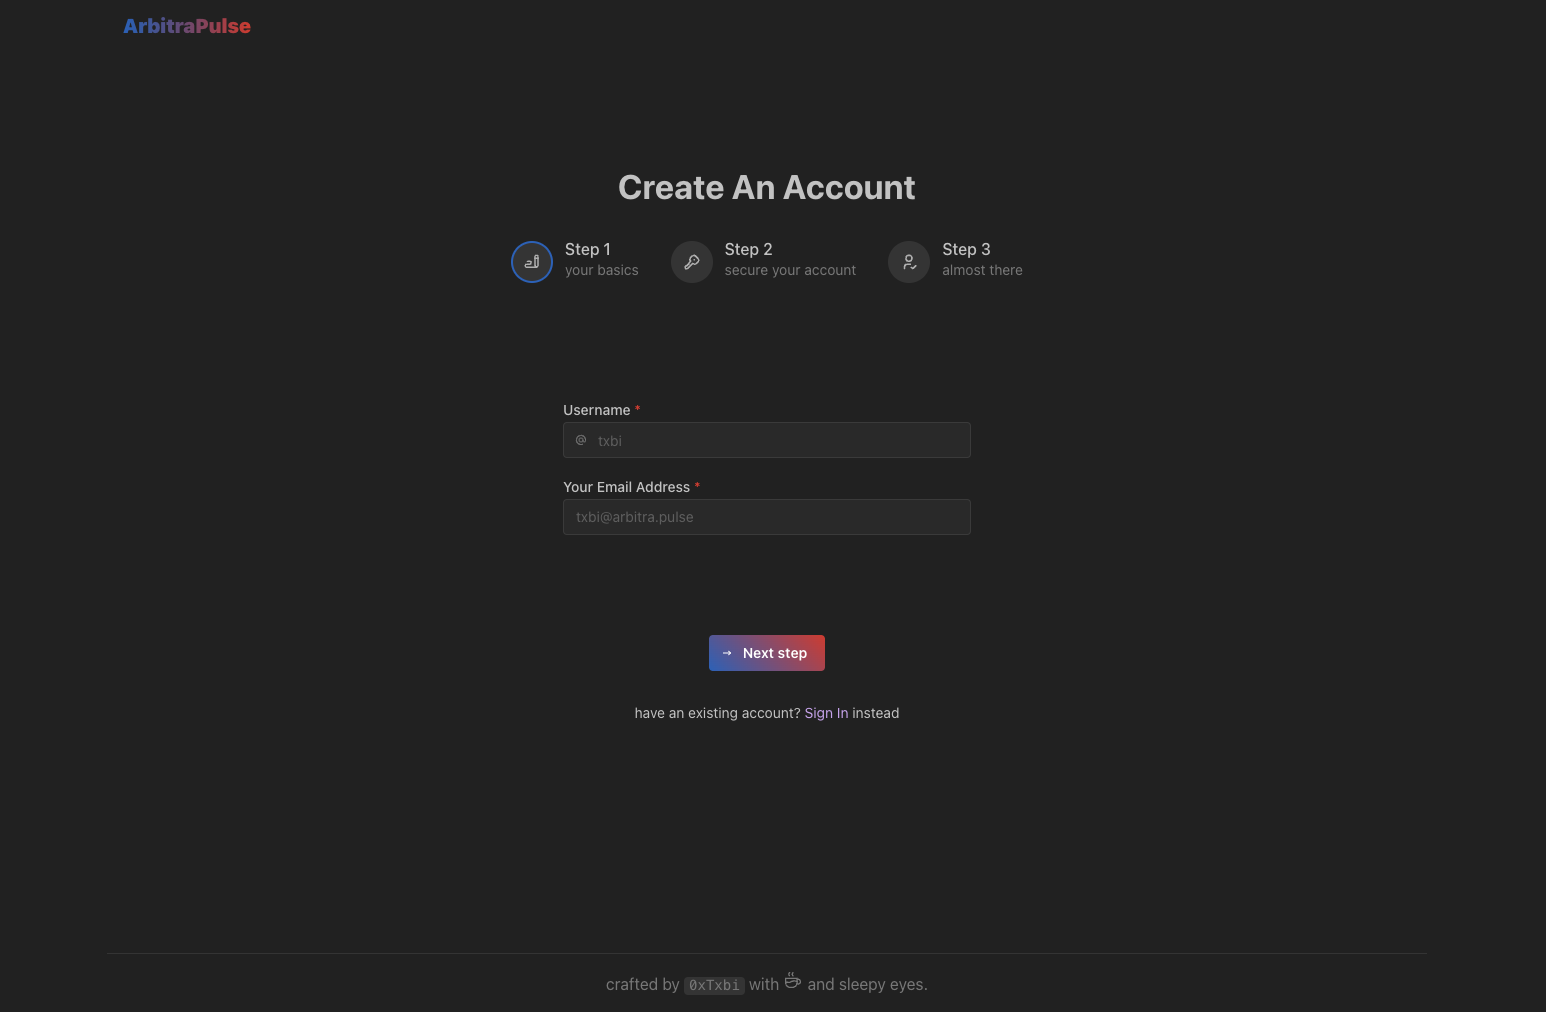 ArbitraPulse
Create An Account
Step 1
your basics
Step 2
secure your account
Step 3
almost there
Username *
@ txbi
Your Email Address *
txbi@arbitra.pulse
→ Next step
have an existing account? Sign In instead
crafted by 0xTxbi with and sleepy eyes.